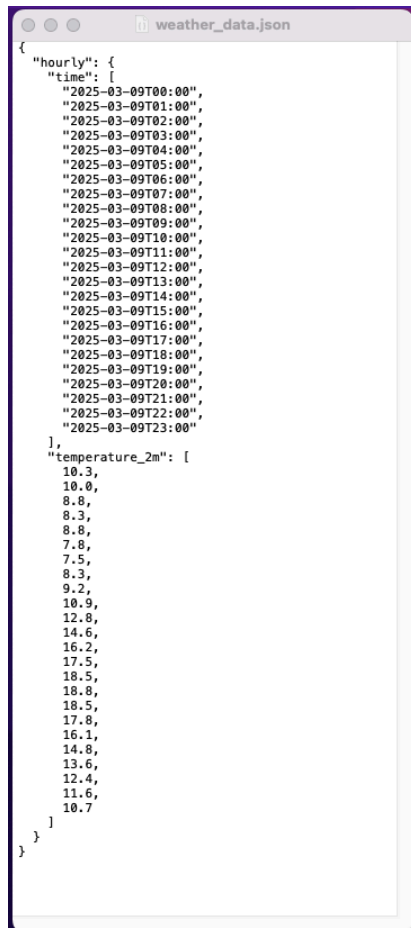 weather_data.json
{
  "hourly": {
    "time": [
      "2025-03-09T00:00",
      "2025-03-09T01:00",
      "2025-03-09T02:00",
      "2025-03-09T03:00",
      "2025-03-09T04:00",
      "2025-03-09T05:00",
      "2025-03-09T06:00",
      "2025-03-09T07:00",
      "2025-03-09T08:00",
      "2025-03-09T09:00",
      "2025-03-09T10:00",
      "2025-03-09T11:00",
      "2025-03-09T12:00",
      "2025-03-09T13:00",
      "2025-03-09T14:00",
      "2025-03-09T15:00",
      "2025-03-09T16:00",
      "2025-03-09T17:00",
      "2025-03-09T18:00",
      "2025-03-09T19:00",
      "2025-03-09T20:00",
      "2025-03-09T21:00",
      "2025-03-09T22:00",
      "2025-03-09T23:00"
    ],
    "temperature_2m": [
      10.3,
      10.0,
      8.8,
      8.3,
      8.8,
      7.8,
      7.5,
      8.3,
      9.2,
      10.9,
      12.8,
      14.6,
      16.2,
      17.5,
      18.5,
      18.8,
      18.5,
      17.8,
      16.1,
      14.8,
      13.6,
      12.4,
      11.6,
      10.7
    ]
  }
}